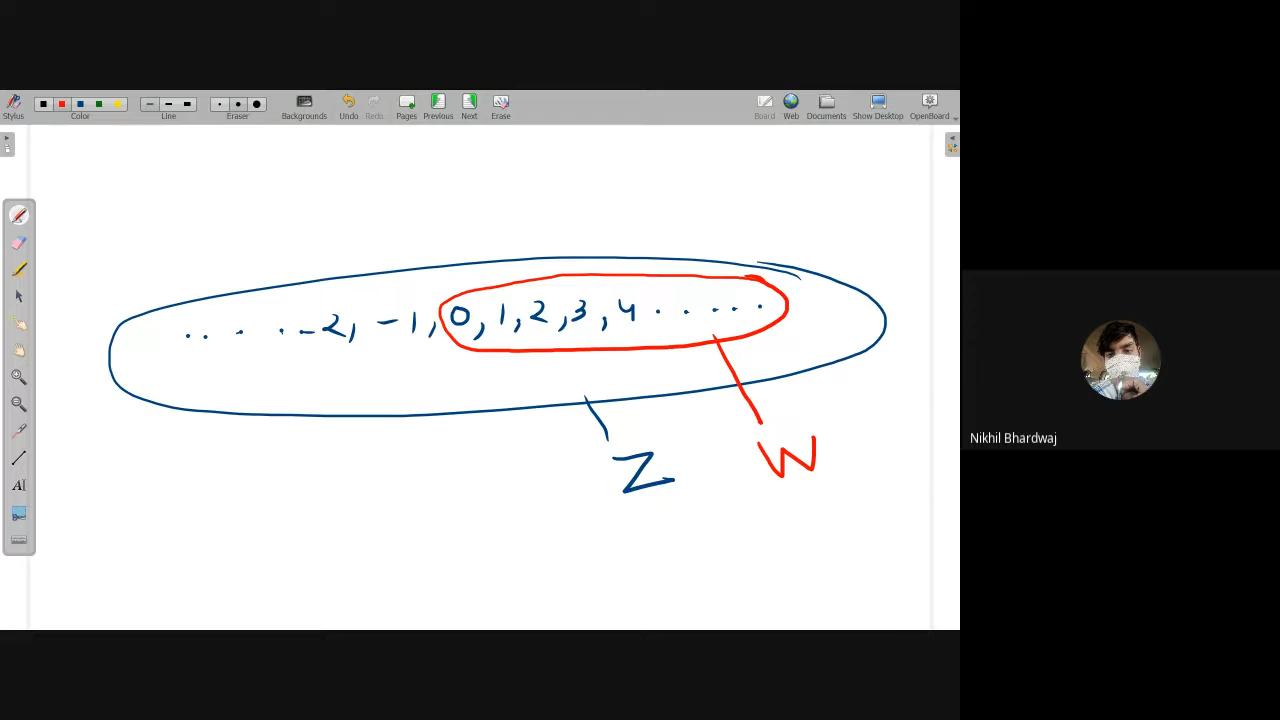 Stylus Color Line Eraser Backgrounds Undo Redo Pages Previous Next Erase Board Web Documents Show Desktop OpenBoard
. . . . -2, -1, 0, 1, 2, 3, 4 . . . . .
Z
W
Nikhil Bhardwaj